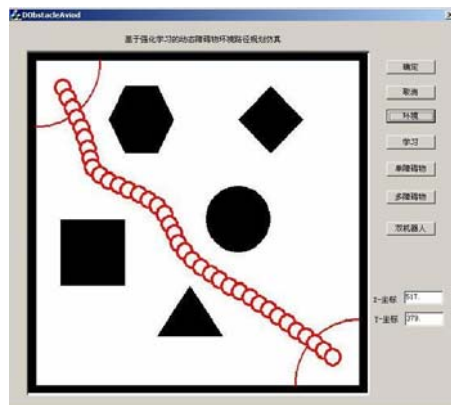 DObstacleAviod
基于强化学习的动态障碍物环境路径规划仿真
确定
取消
环境
学习
单障碍物
多障碍物
双机器人
X-坐标 517.
Y-坐标 379.